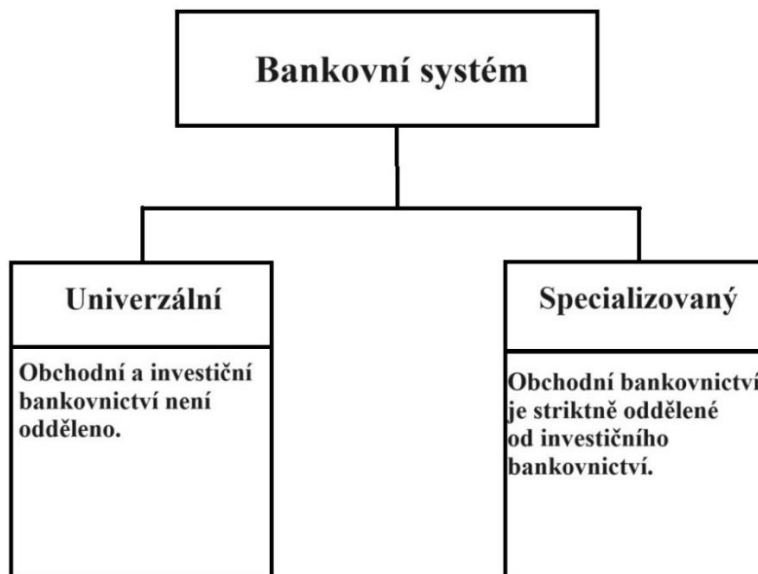 Bankovní systém
Univerzální
Obchodní a investiční
bankovnictví není
odděleno.
Specializovaný
Obchodní bankovnictví
je striktně oddělené
od investičního
bankovnictví.